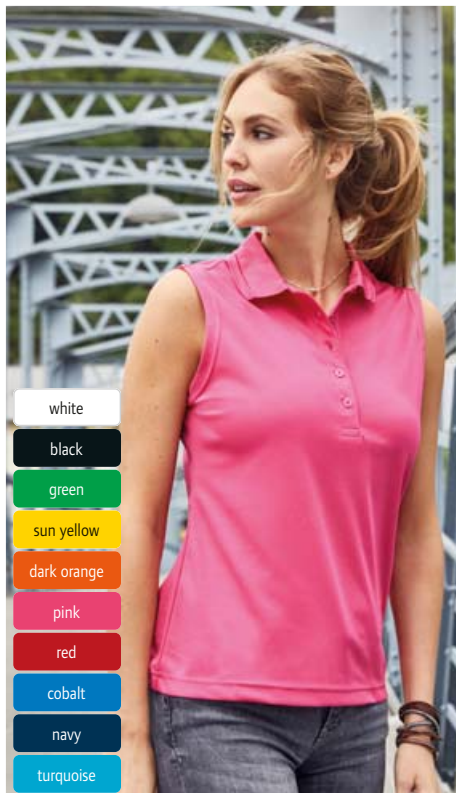 white
black
green
sun yellow
dark orange
pink
red
cobalt
navy
turquoise